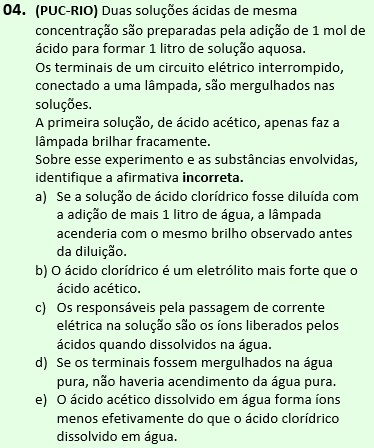 04. (PUC-RIO) Duas soluções ácidas de mesma
concentração são preparadas pela adição de 1 mol de
ácido para formar 1 litro de solução aquosa.
Os terminais de um circuito elétrico interrompido,
conectado a uma lâmpada, são mergulhados nas
soluções.
A primeira solução, de ácido acético, apenas faz a
lâmpada brilhar fracamente.
Sobre esse experimento e as substâncias envolvidas,
identifique a afirmativa incorreta.
a) Se a solução de ácido clorídrico fosse diluída com
a adição de mais 1 litro de água, a lâmpada
acenderia com o mesmo brilho observado antes
da diluição.
b) O ácido clorídrico é um eletrólito mais forte que o
ácido acético.
c) Os responsáveis pela passagem de corrente
elétrica na solução são os íons liberados pelos
ácidos quando dissolvidos na água.
d) Se os terminais fossem mergulhados na água
pura, não haveria acendimento da água pura.
e) O ácido acético dissolvido em água forma íons
menos efetivamente do que o ácido clorídrico
dissolvido em água.